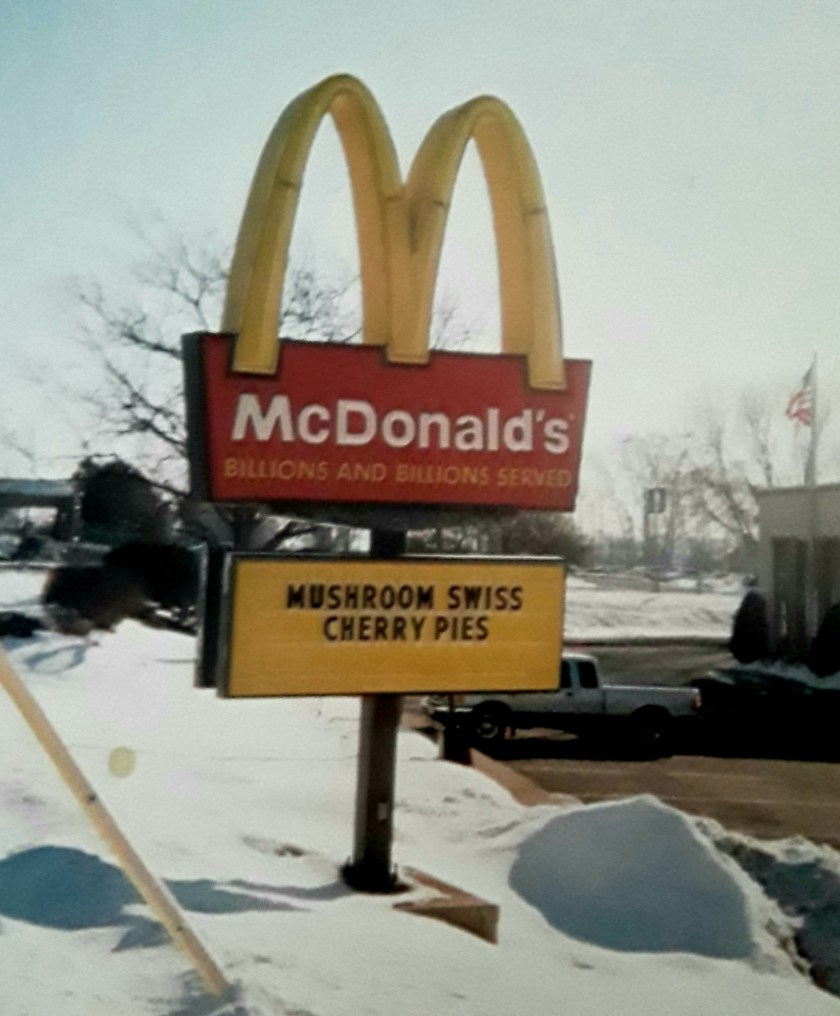 McDonald's
BILLIONS AND BILLIONS SERVED
MUSHROOM SWISS
CHERRY PIES